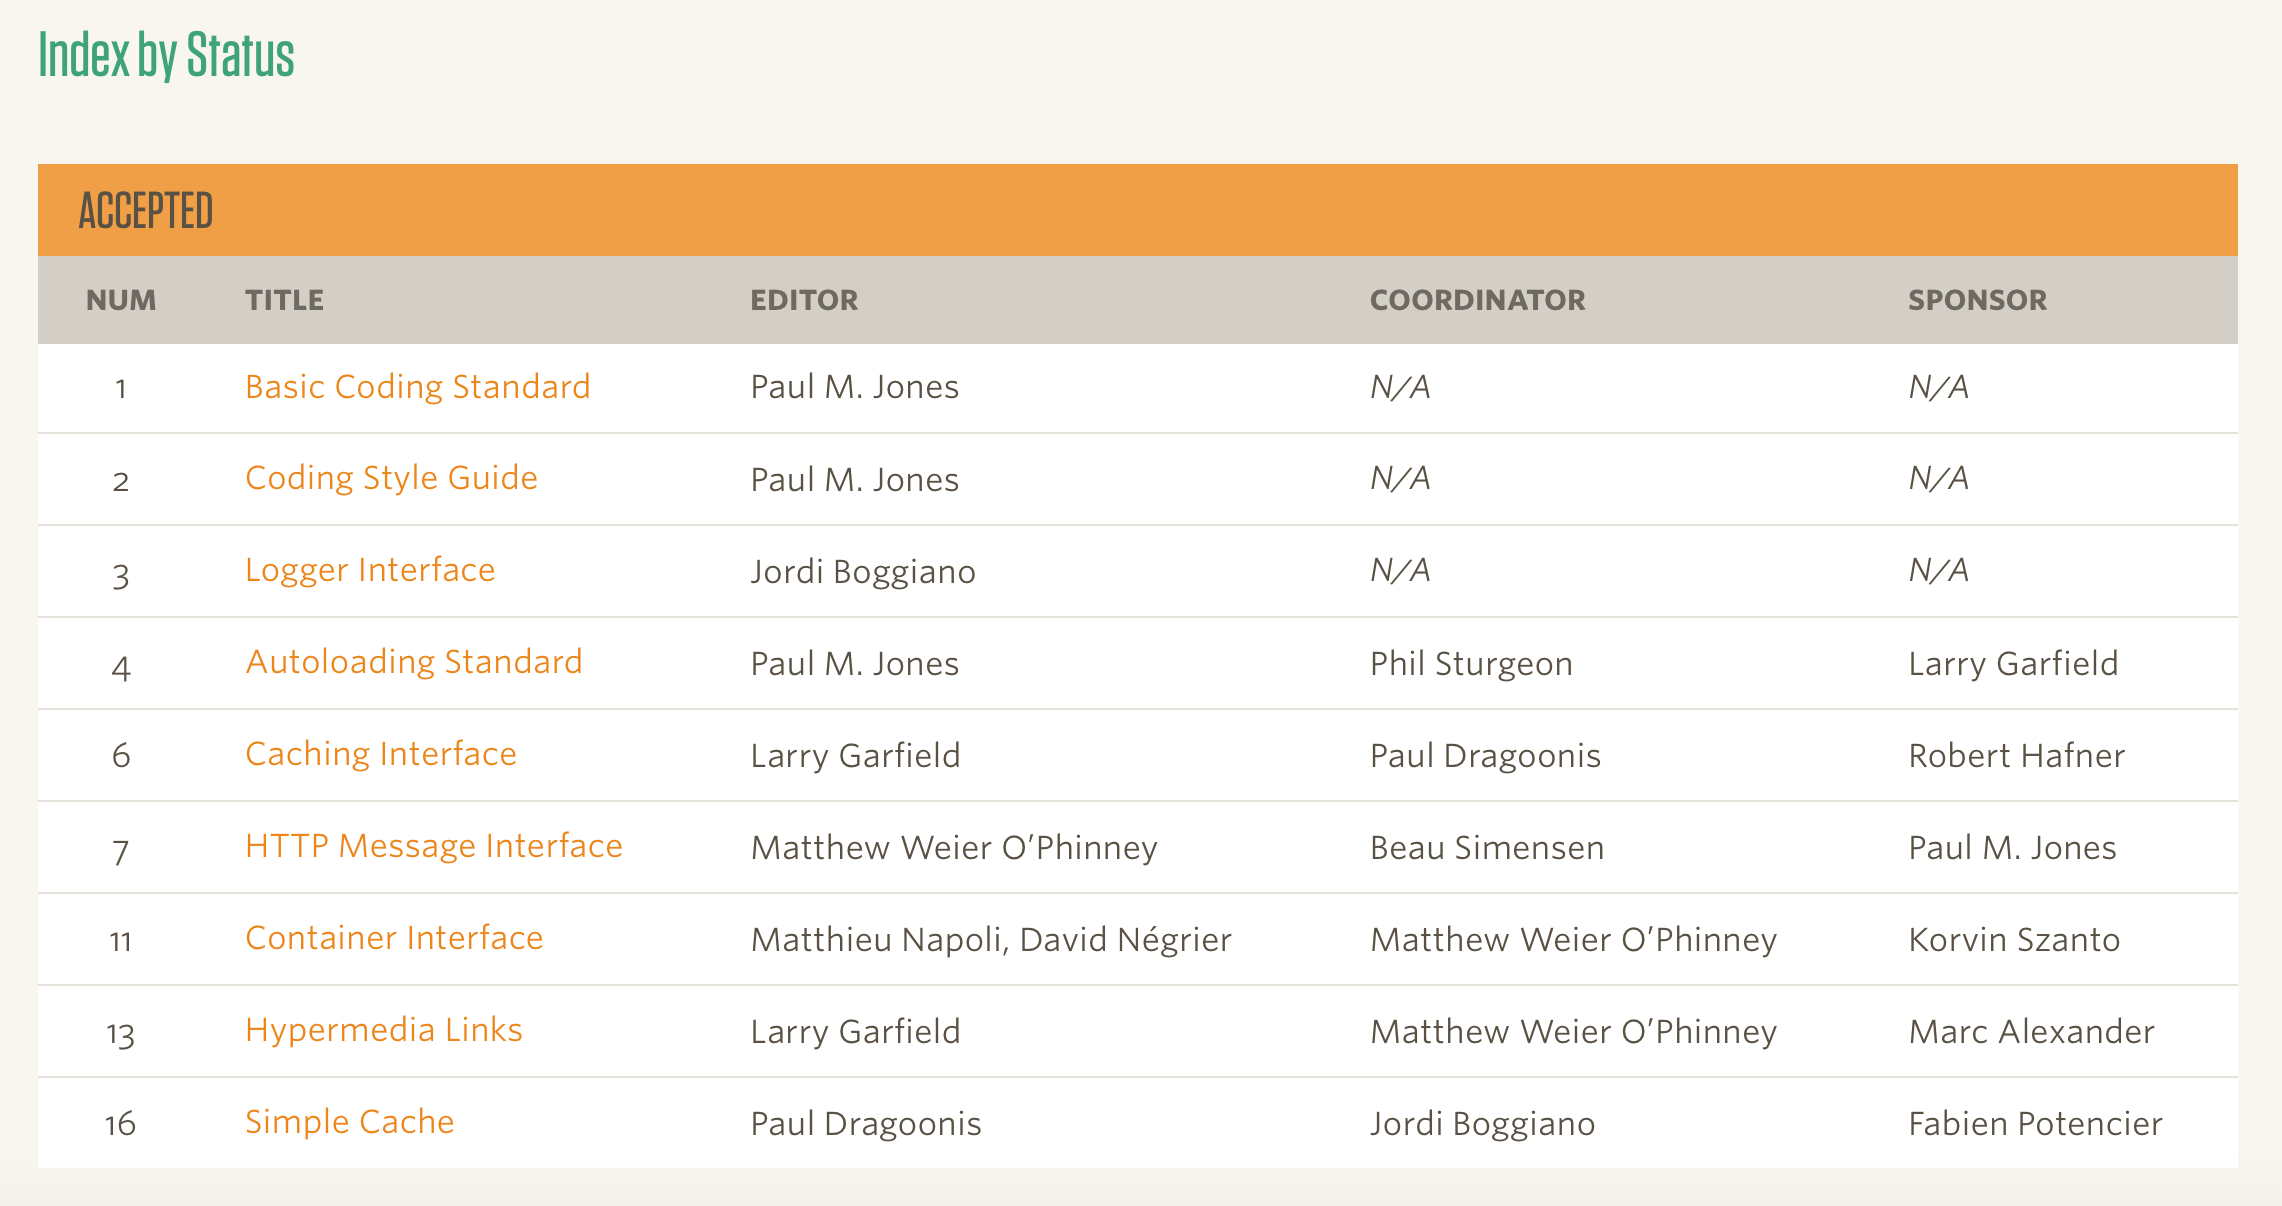 Index by Status
ACCEPTED
NUM TITLE EDITOR COORDINATOR SPONSOR
1 Basic Coding Standard Paul M. Jones N/A N/A
2 Coding Style Guide Paul M. Jones N/A N/A
3 Logger Interface Jordi Boggiano N/A N/A
4 Autoloading Standard Paul M. Jones Phil Sturgeon Larry Garfield
6 Caching Interface Larry Garfield Paul Dragoonis Robert Hafner
7 HTTP Message Interface Matthew Weier O’Phinney Beau Simensen Paul M. Jones
11 Container Interface Matthieu Napoli, David Négrier Matthew Weier O’Phinney Korvin Szanto
13 Hypermedia Links Larry Garfield Matthew Weier O’Phinney Marc Alexander
16 Simple Cache Paul Dragoonis Jordi Boggiano Fabien Potencier